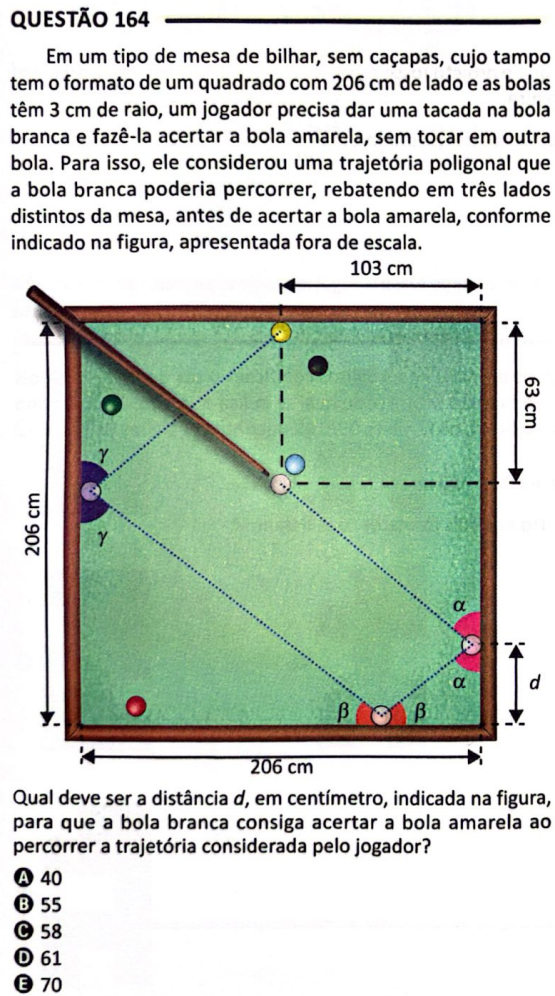 QUESTÃO 164
Em um tipo de mesa de bilhar, sem caçapas, cujo tampo
tem o formato de um quadrado com 206 cm de lado e as bolas
têm 3 cm de raio, um jogador precisa dar uma tacada na bola
branca e fazê-la acertar a bola amarela, sem tocar em outra
bola. Para isso, ele considerou uma trajetória poligonal que
a bola branca poderia percorrer, rebatendo em três lados
distintos da mesa, antes de acertar a bola amarela, conforme
indicado na figura, apresentada fora de escala.
103 cm
63 cm
γ
γ
206 cm
α
α
d
β
β
206 cm
Qual deve ser a distância d, em centímetro, indicada na figura,
para que a bola branca consiga acertar a bola amarela ao
percorrer a trajetória considerada pelo jogador?
A 40
B 55
C 58
D 61
E 70